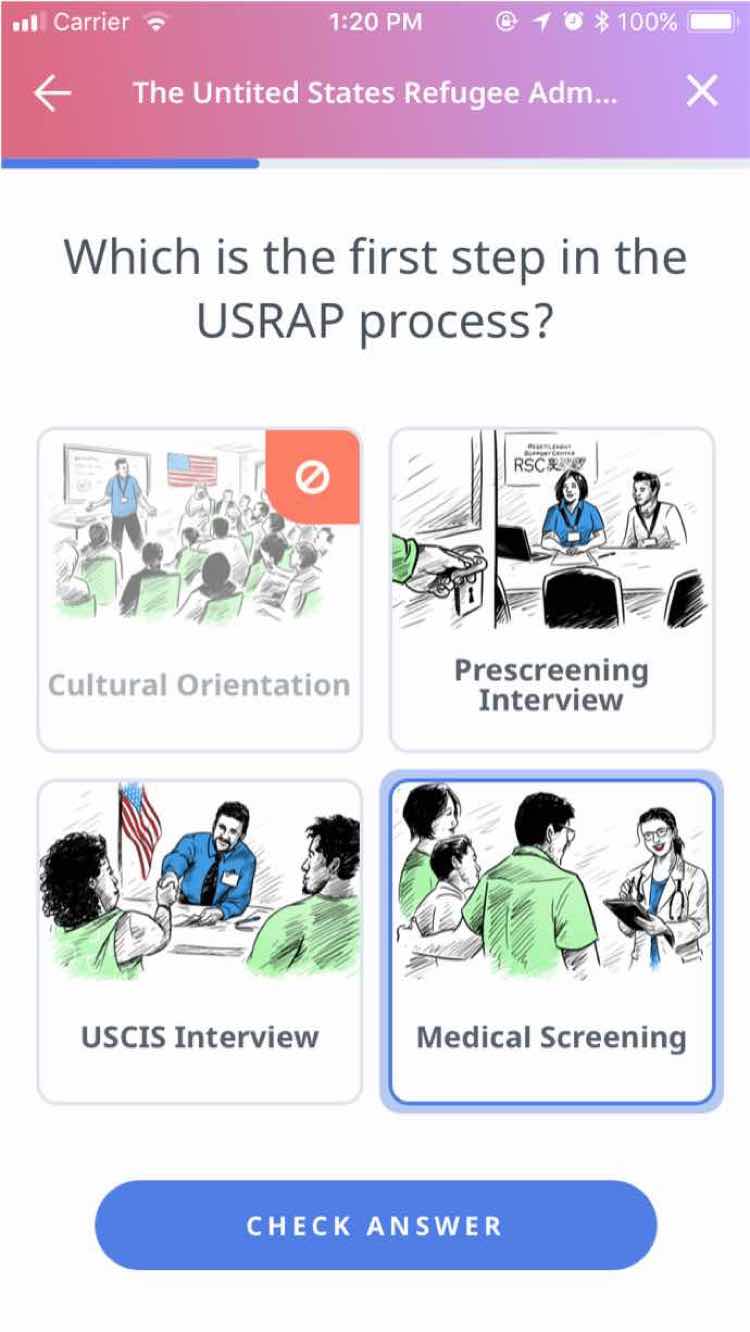 Carrier 1:20 PM 100%
The Untited States Refugee Adm...
Which is the first step in the
USRAP process?
RESETTLEMENT
SUPPORT CENTER
RSC
Cultural Orientation
Prescreening
Interview
USCIS Interview
Medical Screening
CHECK ANSWER